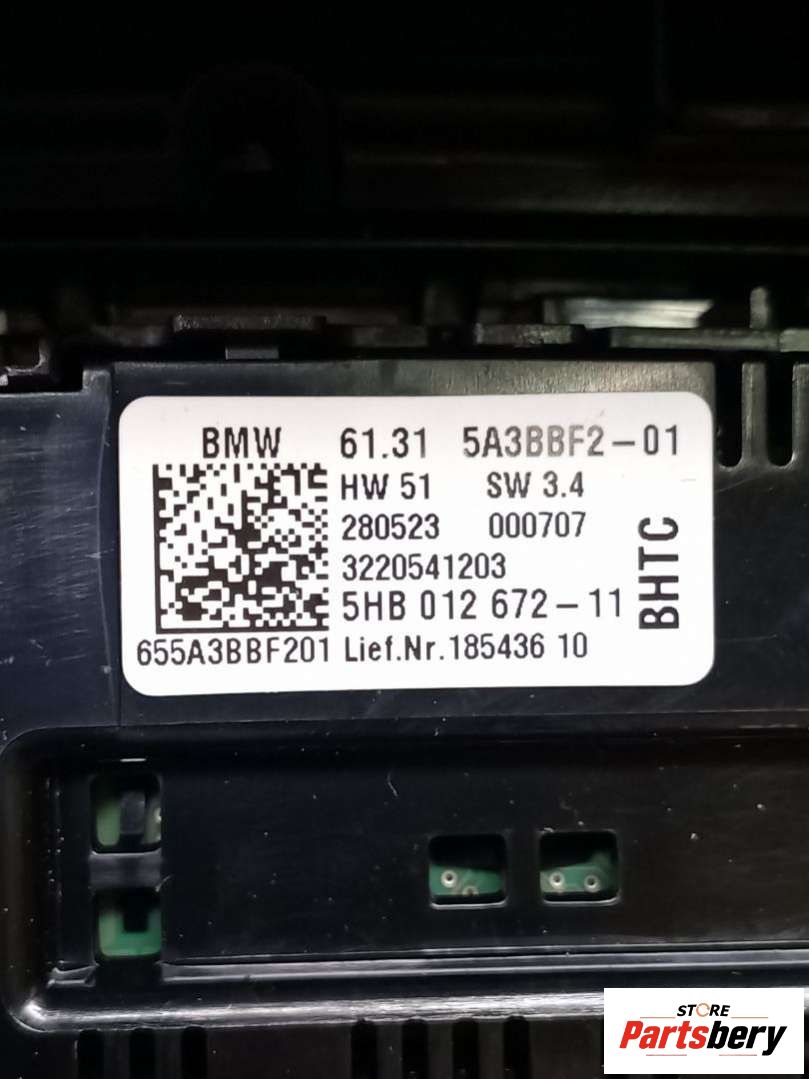 BMW 61.31 5A3BBF2-01
HW 51 SW 3.4
280523 000707
3220541203
5HB 012 672-11
655A3BBF201 Lief.Nr.185436 10
BHTC
STORE
Partsbery